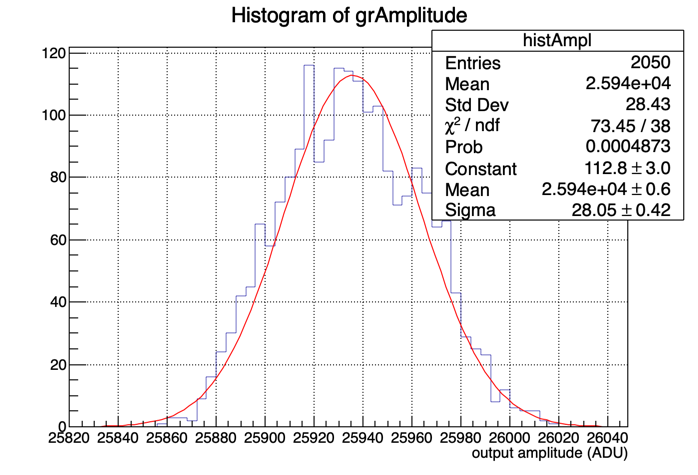 Histogram of grAmplitude
histAmpl
Entries 2050
Mean 2.594e+04
Std Dev 28.43
χ² / ndf 73.45 / 38
Prob 0.0004873
Constant 112.8 ± 3.0
Mean 2.594e+04 ± 0.6
Sigma 28.05 ± 0.42
120
100
80
60
40
20
0
25820 25840 25860 25880 25900 25920 25940 25960 25980 26000 26020 26040
output amplitude (ADU)